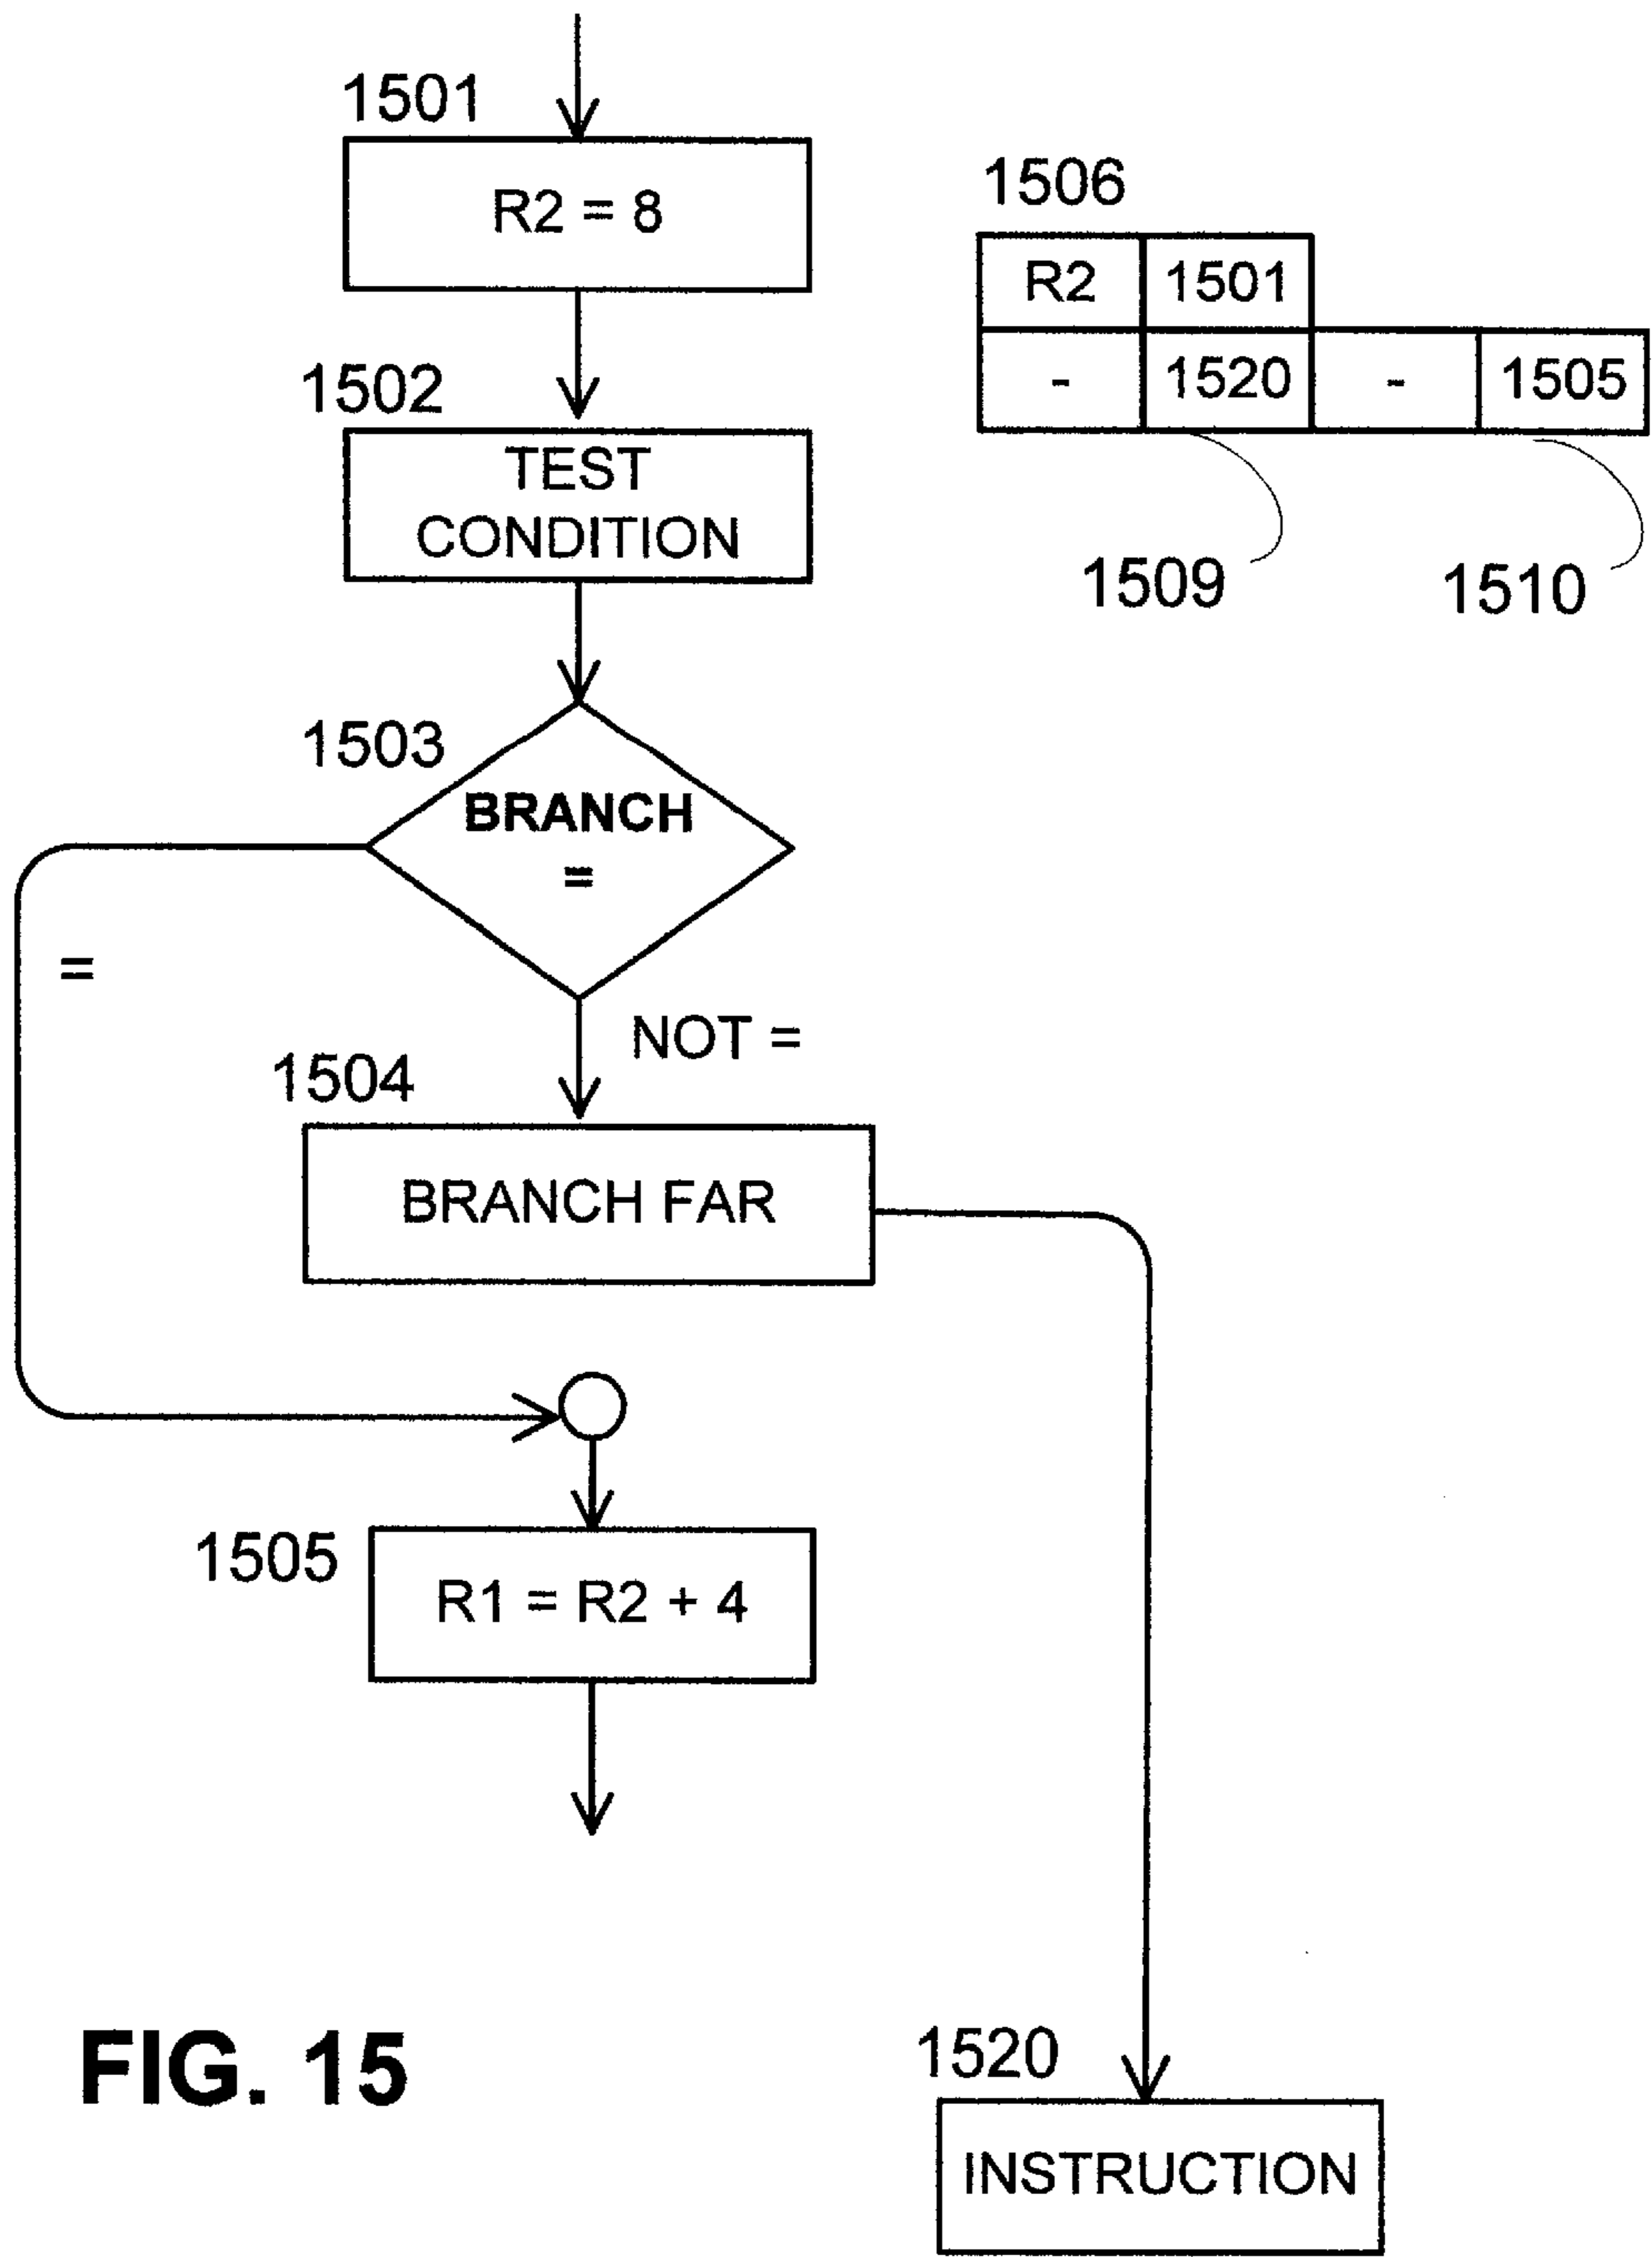 1501
R2 = 8
1506
R2 1501
- 1520 - 1505
1509
1510
1502
TEST
CONDITION
1503
BRANCH
=
=
NOT =
1504
BRANCH FAR
1505
R1 = R2 + 4
1520
INSTRUCTION
FIG. 15